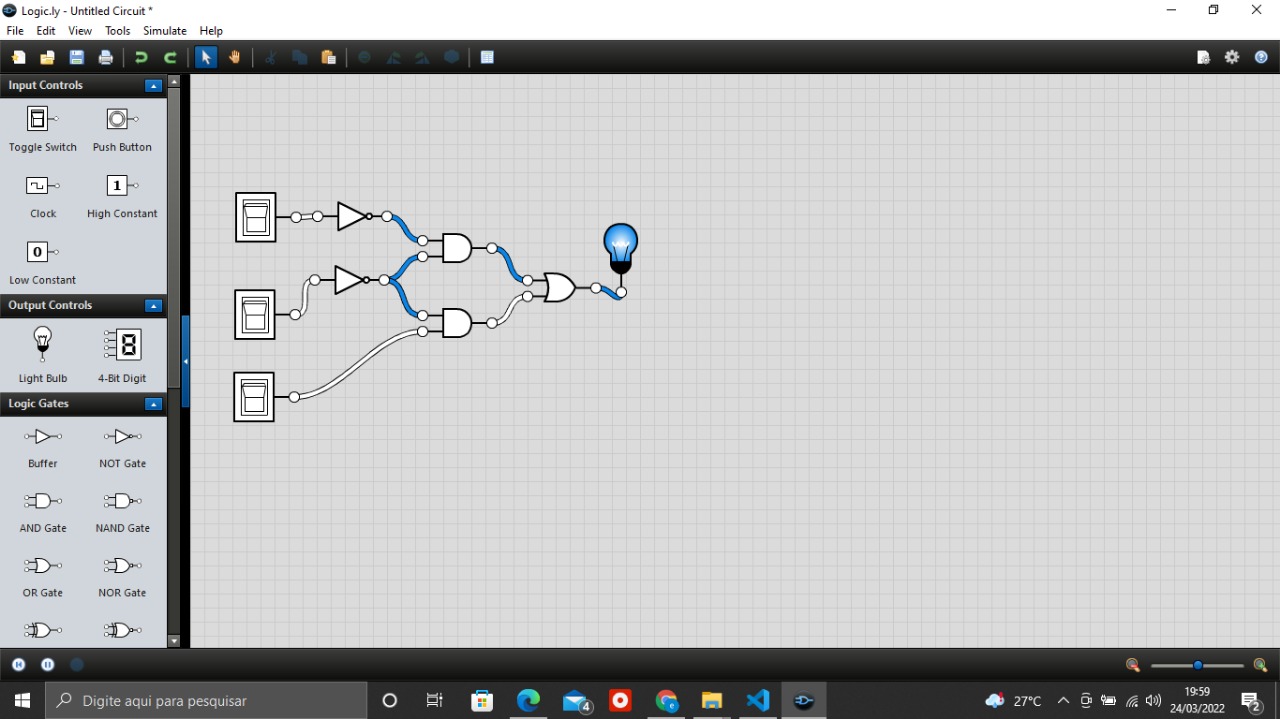 Logic.ly - Untitled Circuit *
File Edit View Tools Simulate Help
Input Controls
Toggle Switch Push Button
1
Clock High Constant
0
Low Constant
Output Controls
8
Light Bulb 4-Bit Digit
Logic Gates
Buffer NOT Gate
AND Gate NAND Gate
OR Gate NOR Gate
Digite aqui para pesquisar
4
27°C
19:59
24/03/2022
2